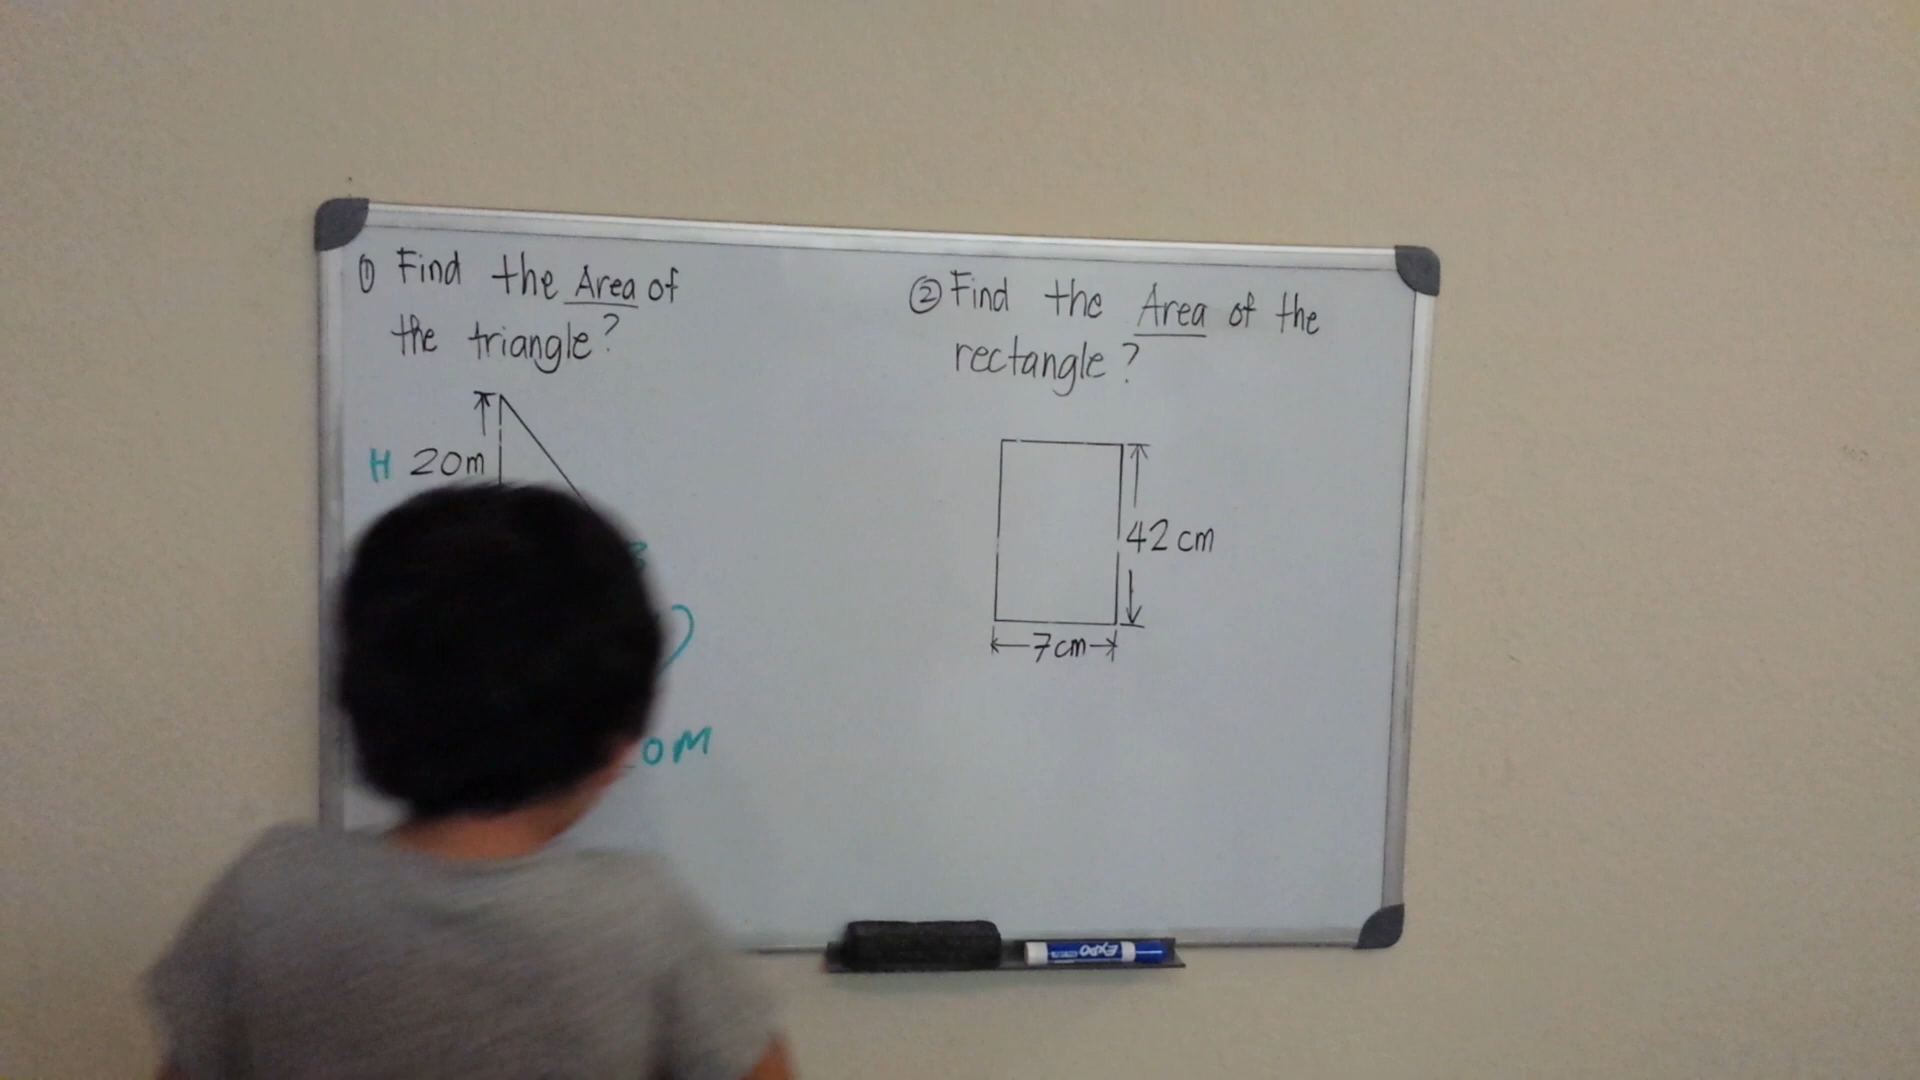 ① Find the Area of
the triangle?
H 20m
② Find the Area of the
rectangle?
42 cm
7cm
EXPO